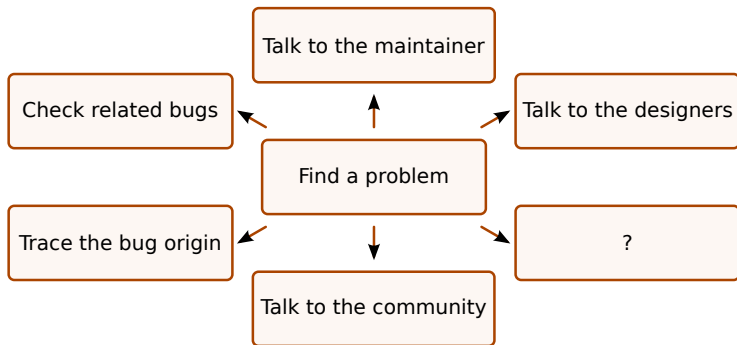 Talk to the maintainer
Check related bugs
Talk to the designers
Find a problem
Trace the bug origin
?
Talk to the community